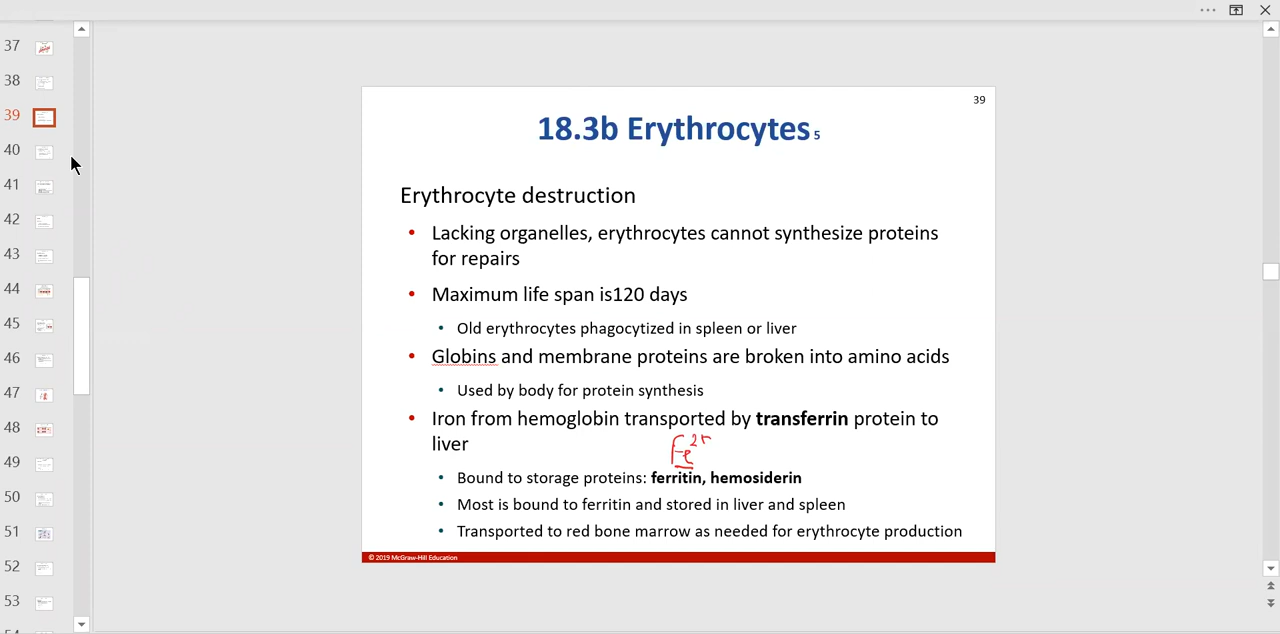 37
38
39
40
41
42
43
44
45
46
47
48
49
50
51
52
53
39
18.3b Erythrocytes 5
Erythrocyte destruction
• Lacking organelles, erythrocytes cannot synthesize proteins
for repairs
• Maximum life span is120 days
• Old erythrocytes phagocytized in spleen or liver
• Globins and membrane proteins are broken into amino acids
• Used by body for protein synthesis
• Iron from hemoglobin transported by transferrin protein to
liver
Fe2+
• Bound to storage proteins: ferritin, hemosiderin
• Most is bound to ferritin and stored in liver and spleen
• Transported to red bone marrow as needed for erythrocyte production
© 2019 McGraw-Hill Education